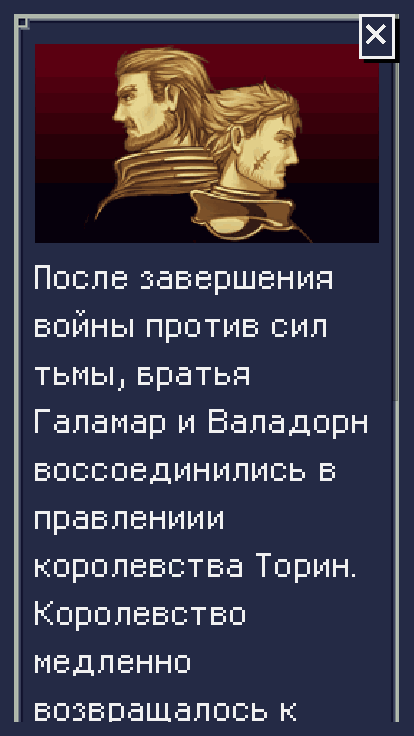 После завершения
войны против сил
тьмы, братья
Галамар и Валадорн
воссоединились в
правлениии
королевства Торин.
Королевство
медленно
возвращалось к